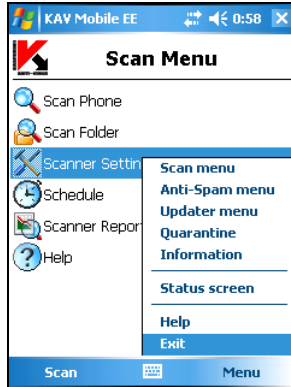 KAV Mobile EE 0:58
Scan Menu
Scan Phone
Scan Folder
Scanner Settin
Schedule
Scanner Repor
Help
Scan menu
Anti-Spam menu
Updater menu
Quarantine
Information
Status screen
Help
Exit
Scan Menu